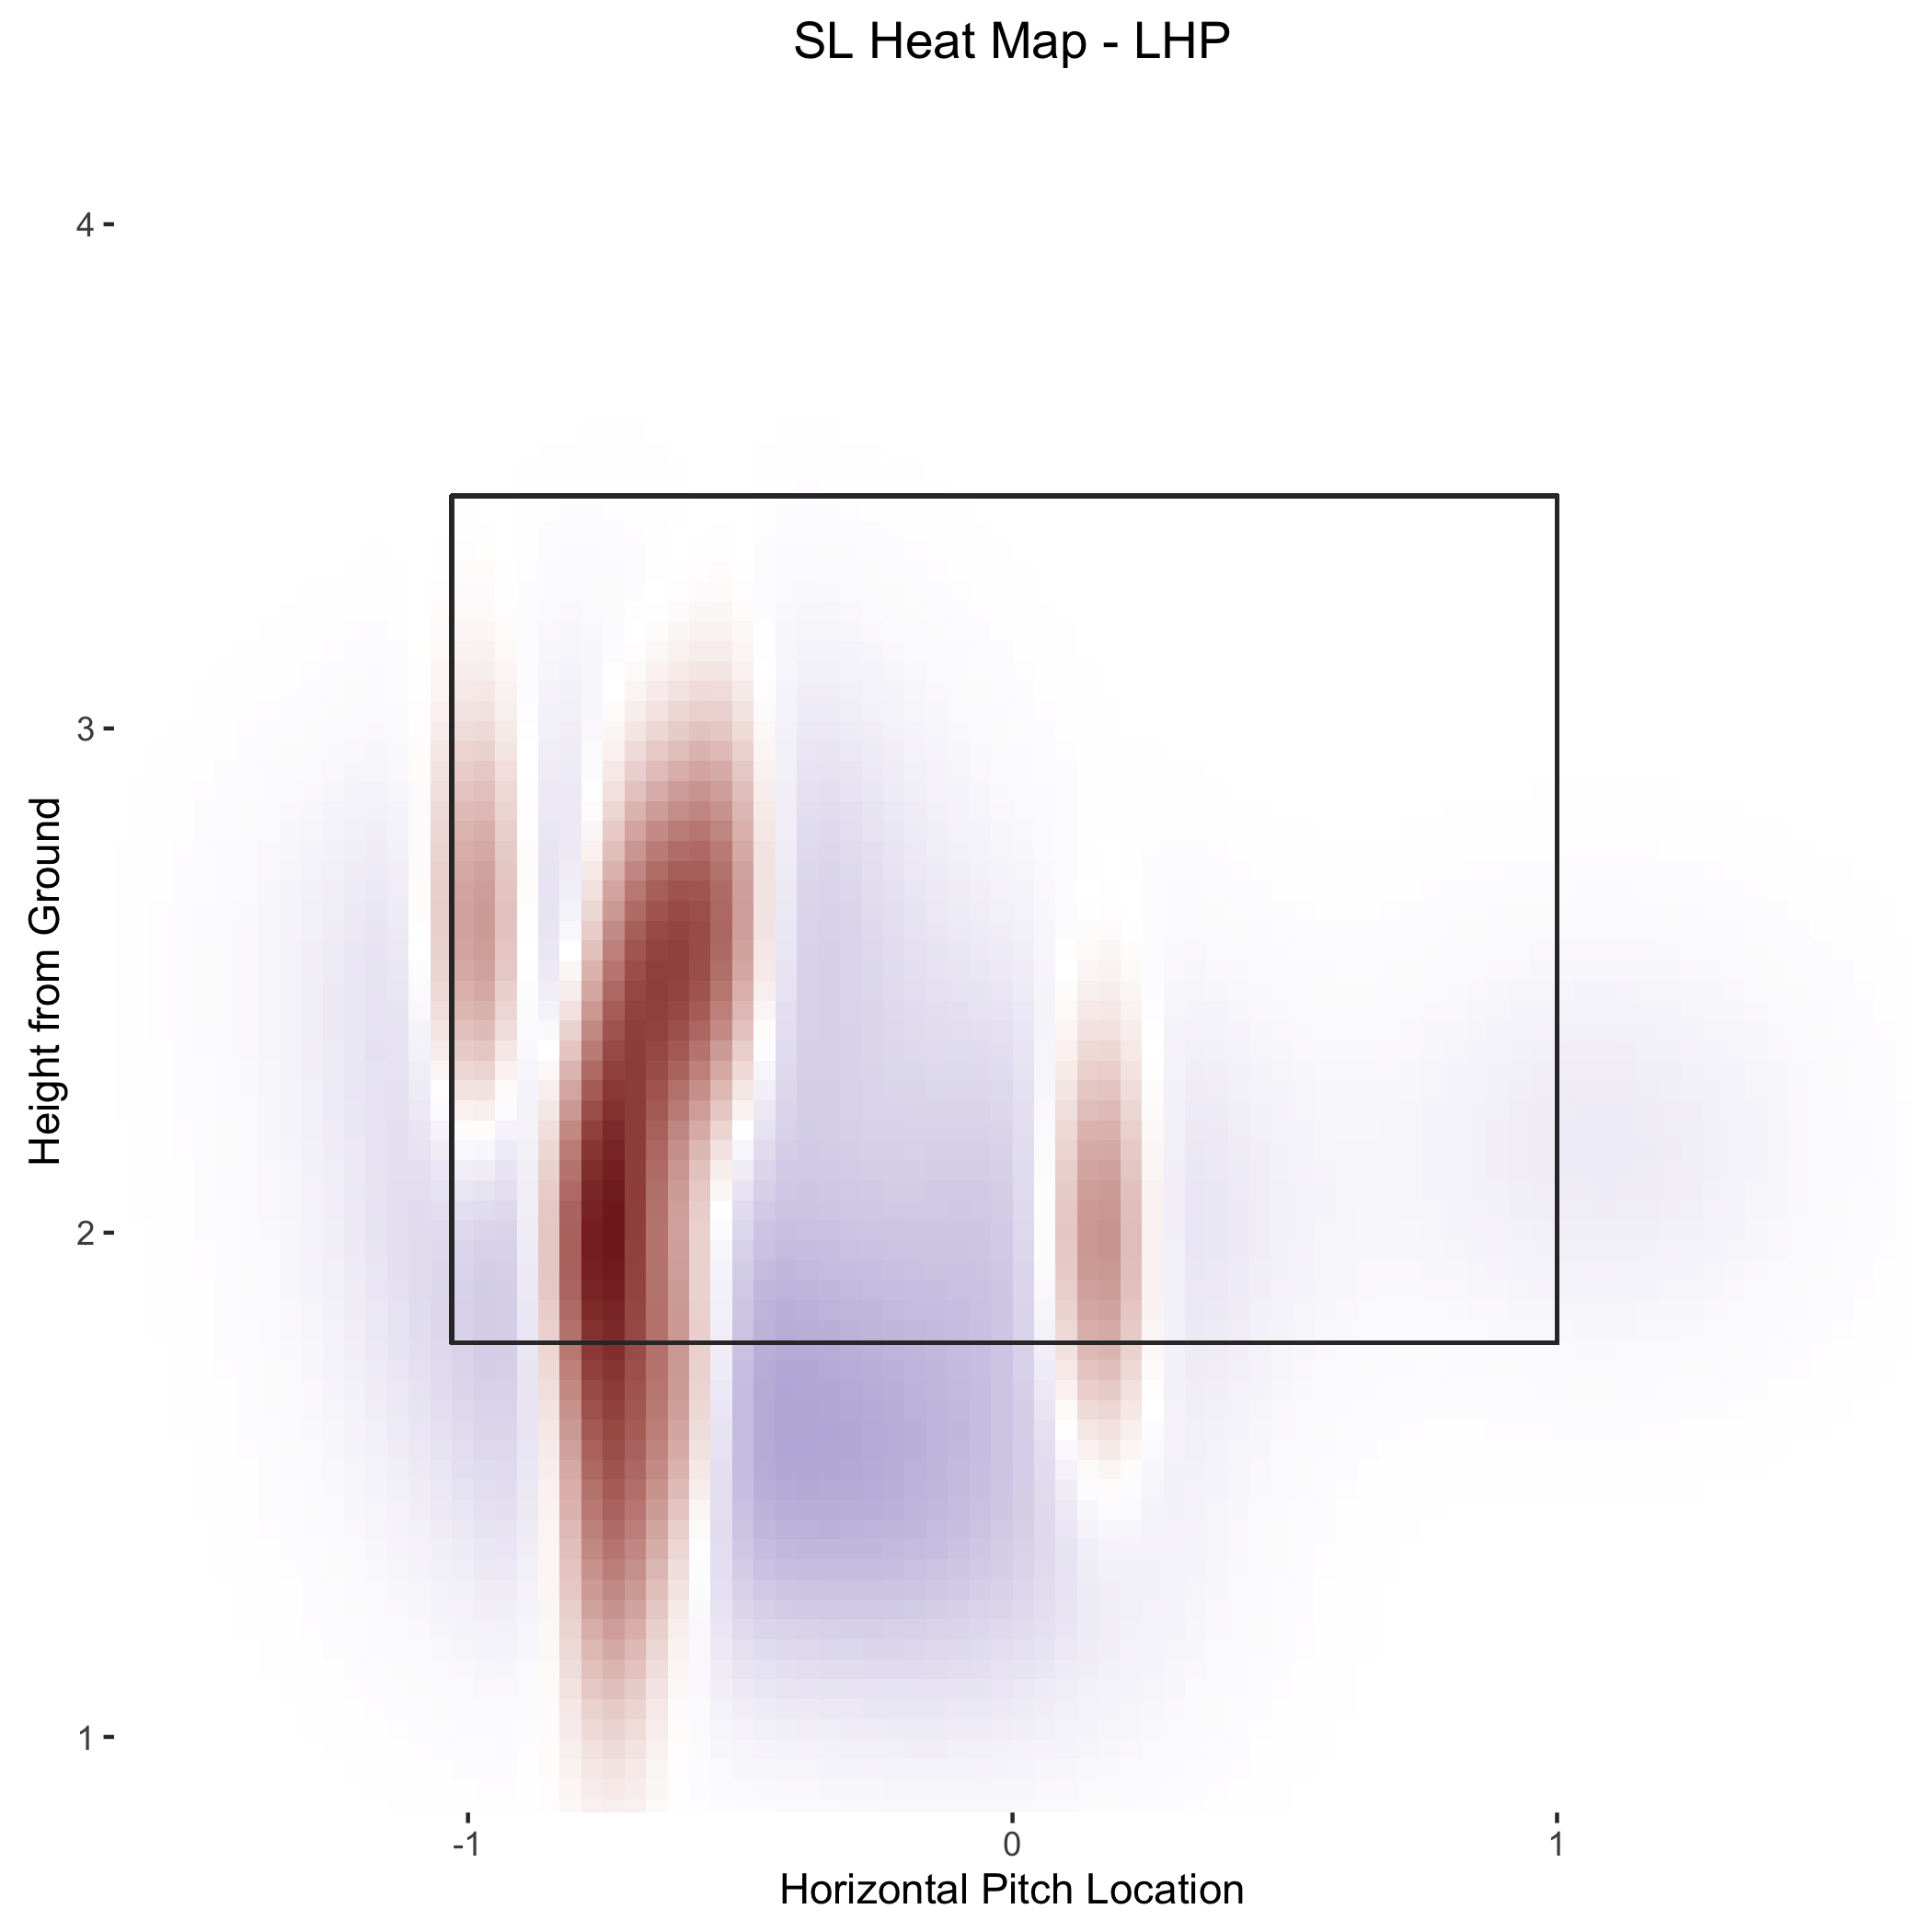 SL Heat Map - LHP
4
3
2
1
Height from Ground
-1 0 1
Horizontal Pitch Location